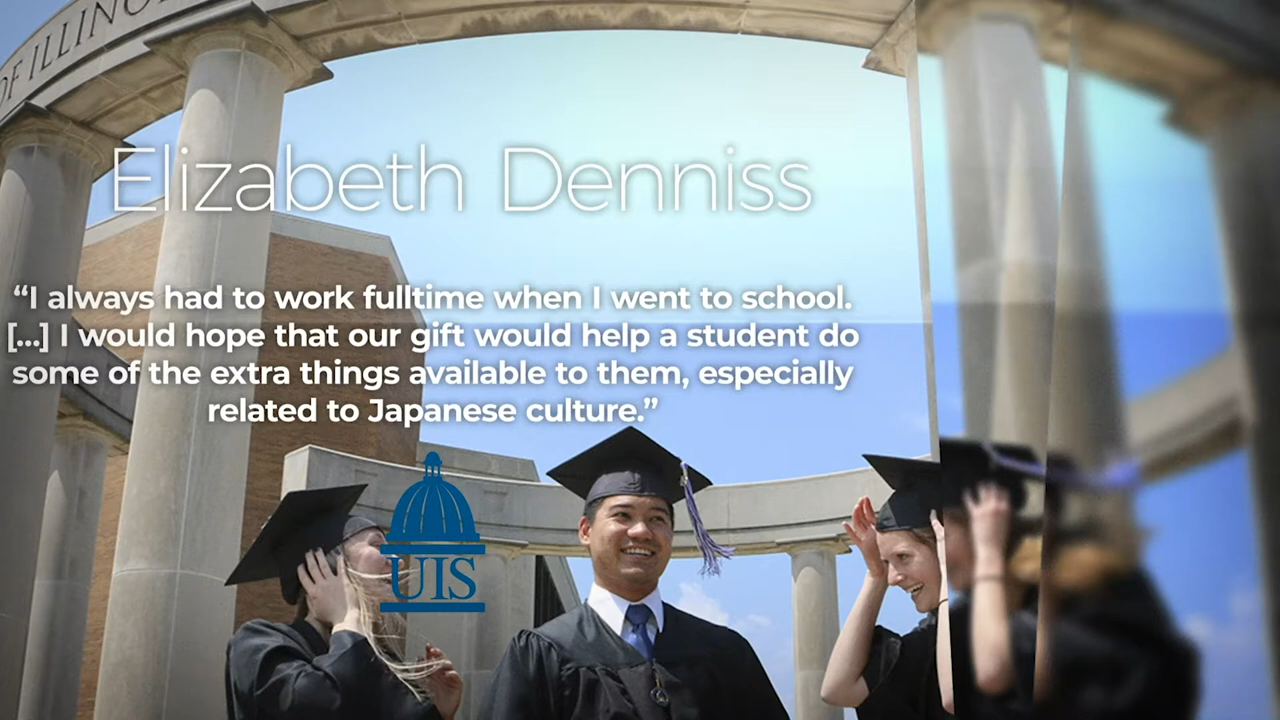 OF ILLINO
Elizabeth Denniss
“I always had to work fulltime when I went to school.
[...] I would hope that our gift would help a student do
some of the extra things available to them, especially
related to Japanese culture.”
UIS